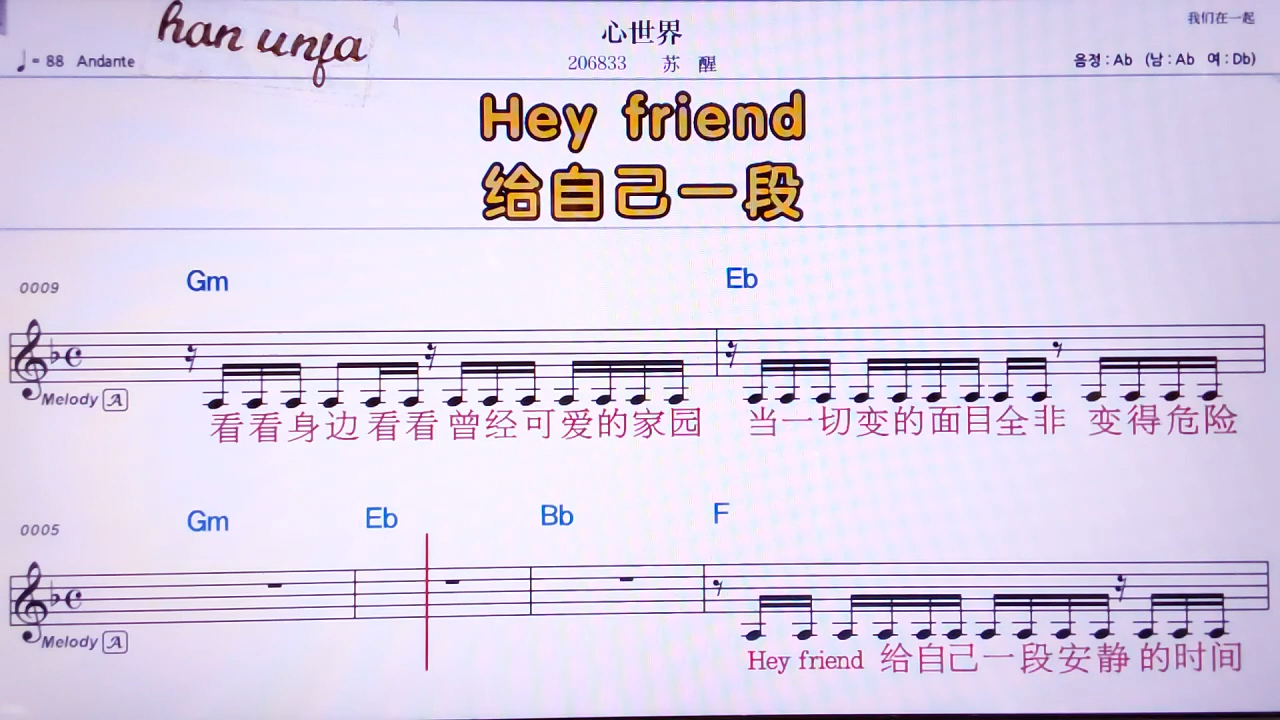 han unfa
心世界
我们在一起
♩= 88 Andante
206833 苏 醒
음정 : Ab (남 : Ab 여 : Db)
Hey friend
给自己一段
0009 Gm Eb
Melody A
看看身边看看曾经可爱的家园 当一切变的面目全非 变得危险
0005 Gm Eb Bb F
Melody A
Hey friend 给自己一段安静的时间